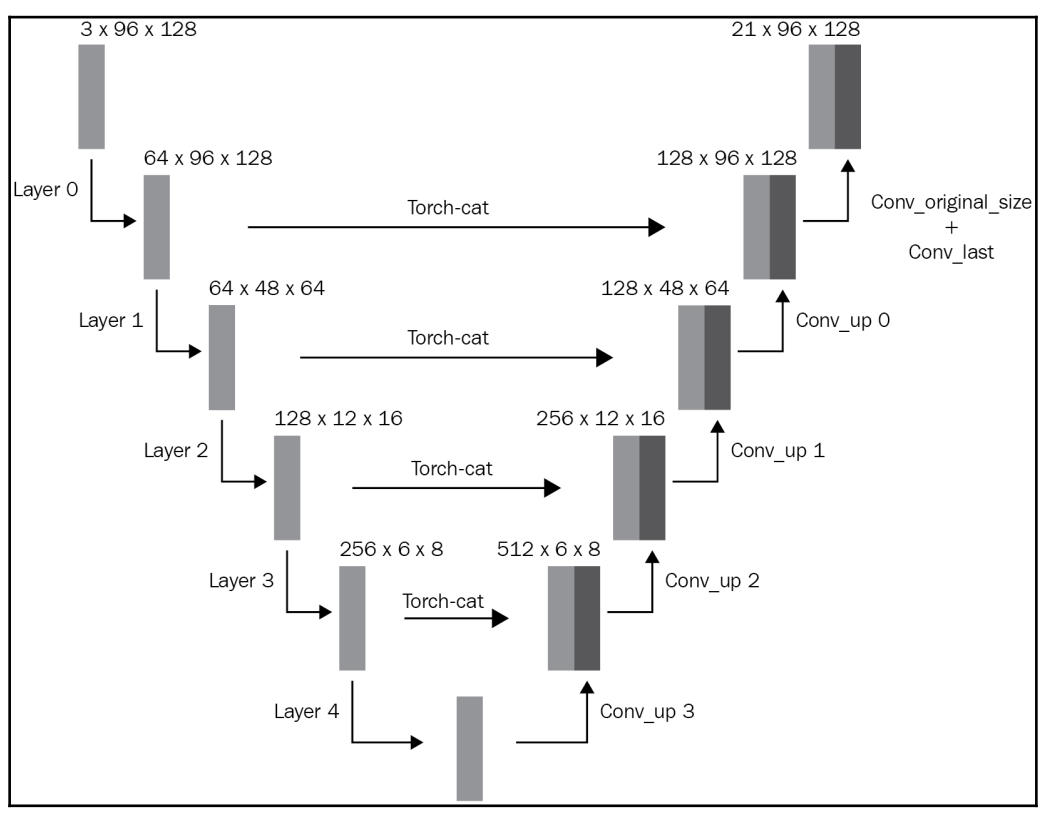 3 x 96 x 128
21 x 96 x 128
64 x 96 x 128
128 x 96 x 128
Layer 0
Torch-cat
Conv_original_size
+
Conv_last
64 x 48 x 64
128 x 48 x 64
Layer 1
Torch-cat
Conv_up 0
128 x 12 x 16
256 x 12 x 16
Layer 2
Torch-cat
Conv_up 1
256 x 6 x 8
512 x 6 x 8
Layer 3
Torch-cat
Conv_up 2
Layer 4
Conv_up 3